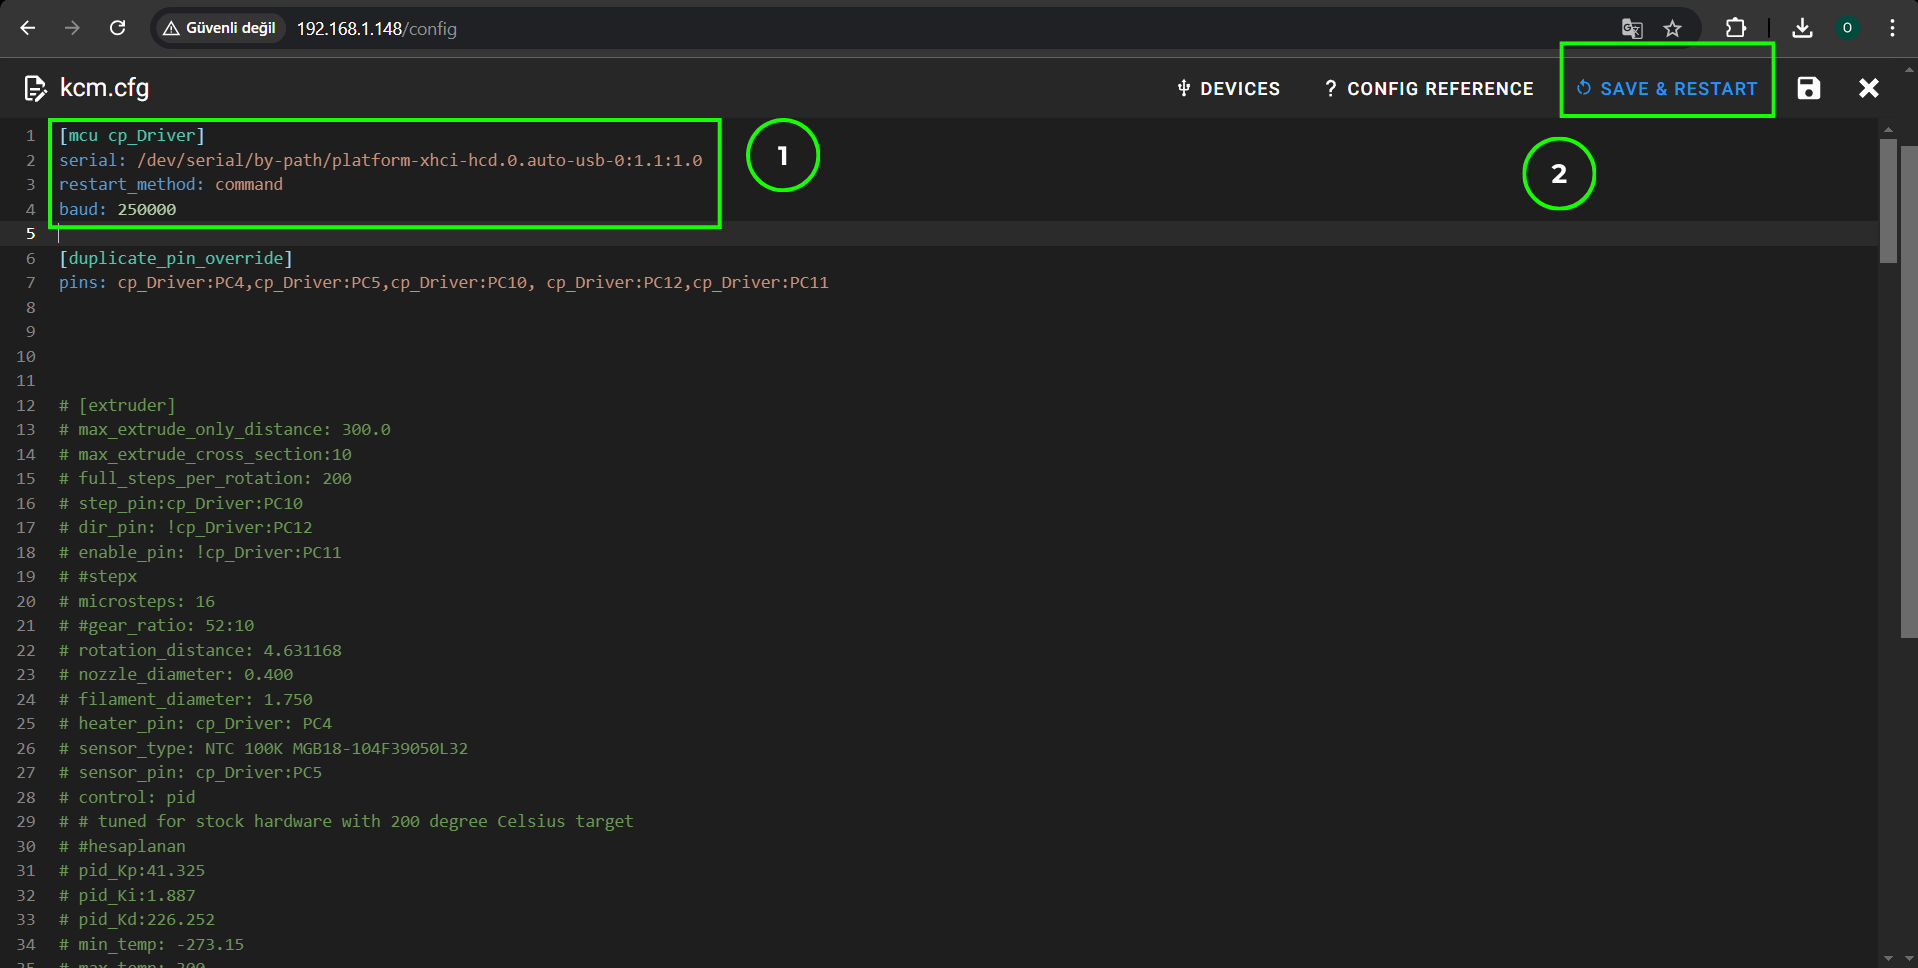 Güvenli değil 192.168.1.148/config O
kcm.cfg DEVICES ? CONFIG REFERENCE SAVE & RESTART
1 [mcu cp_Driver]
2 serial: /dev/serial/by-path/platform-xhci-hcd.0.auto-usb-0:1.1:1.0
3 restart_method: command
4 baud: 250000
5
6 [duplicate_pin_override]
7 pins: cp_Driver:PC4,cp_Driver:PC5,cp_Driver:PC10, cp_Driver:PC12,cp_Driver:PC11
8
9
10
11
12 # [extruder]
13 # max_extrude_only_distance: 300.0
14 # max_extrude_cross_section:10
15 # full_steps_per_rotation: 200
16 # step_pin:cp_Driver:PC10
17 # dir_pin: !cp_Driver:PC12
18 # enable_pin: !cp_Driver:PC11
19 # #stepx
20 # microsteps: 16
21 # #gear_ratio: 52:10
22 # rotation_distance: 4.631168
23 # nozzle_diameter: 0.400
24 # filament_diameter: 1.750
25 # heater_pin: cp_Driver: PC4
26 # sensor_type: NTC 100K MGB18-104F39050L32
27 # sensor_pin: cp_Driver:PC5
28 # control: pid
29 # # tuned for stock hardware with 200 degree Celsius target
30 # #hesaplanan
31 # pid_Kp:41.325
32 # pid_Ki:1.887
33 # pid_Kd:226.252
34 # min_temp: -273.15
35 # max_temp: 300
1
2